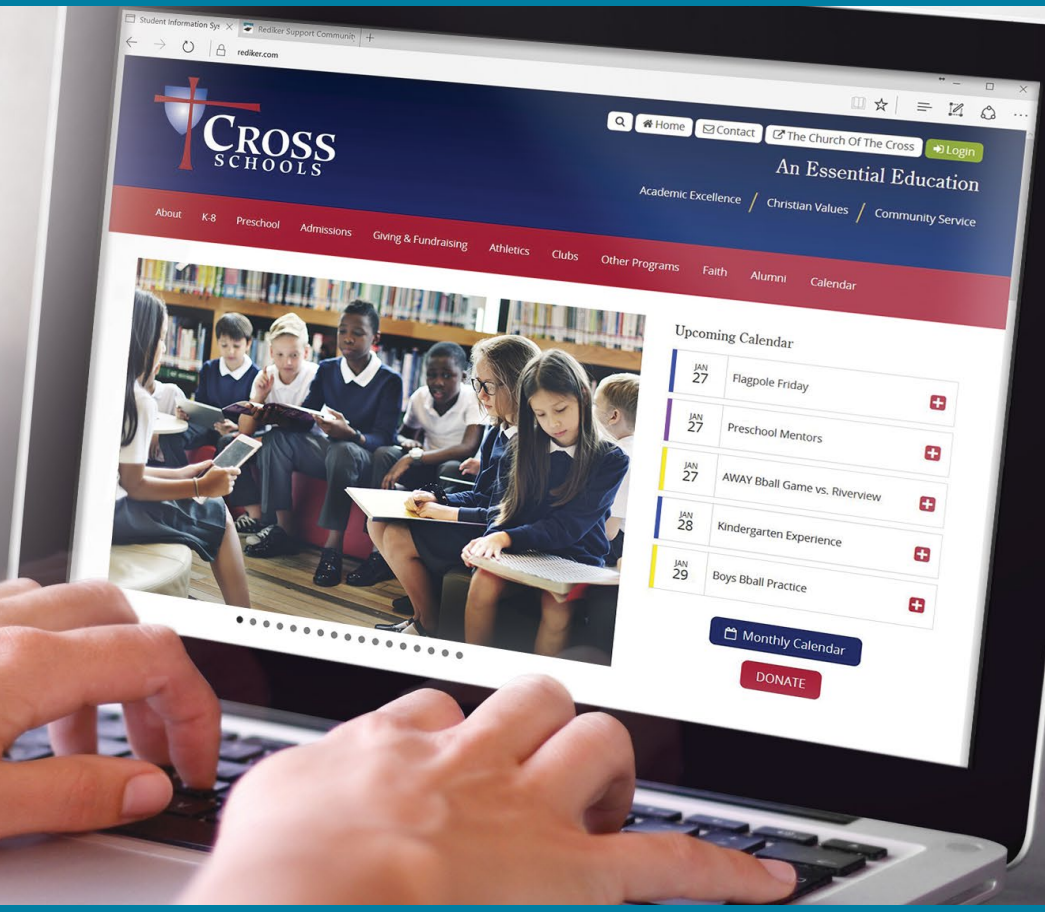 Student Information Sys
Rediker Support Community
rediker.com
CROSS
SCHOOLS
Home
Contact
The Church Of The Cross
Login
An Essential Education
Academic Excellence / Christian Values / Community Service
About K-8 Preschool Admissions Giving & Fundraising Athletics Clubs Other Programs Faith Alumni Calendar
Upcoming Calendar
JAN
27
Flagpole Friday
JAN
27
Preschool Mentors
JAN
27
AWAY Bball Game vs. Riverview
JAN
28
Kindergarten Experience
JAN
29
Boys Bball Practice
Monthly Calendar
DONATE